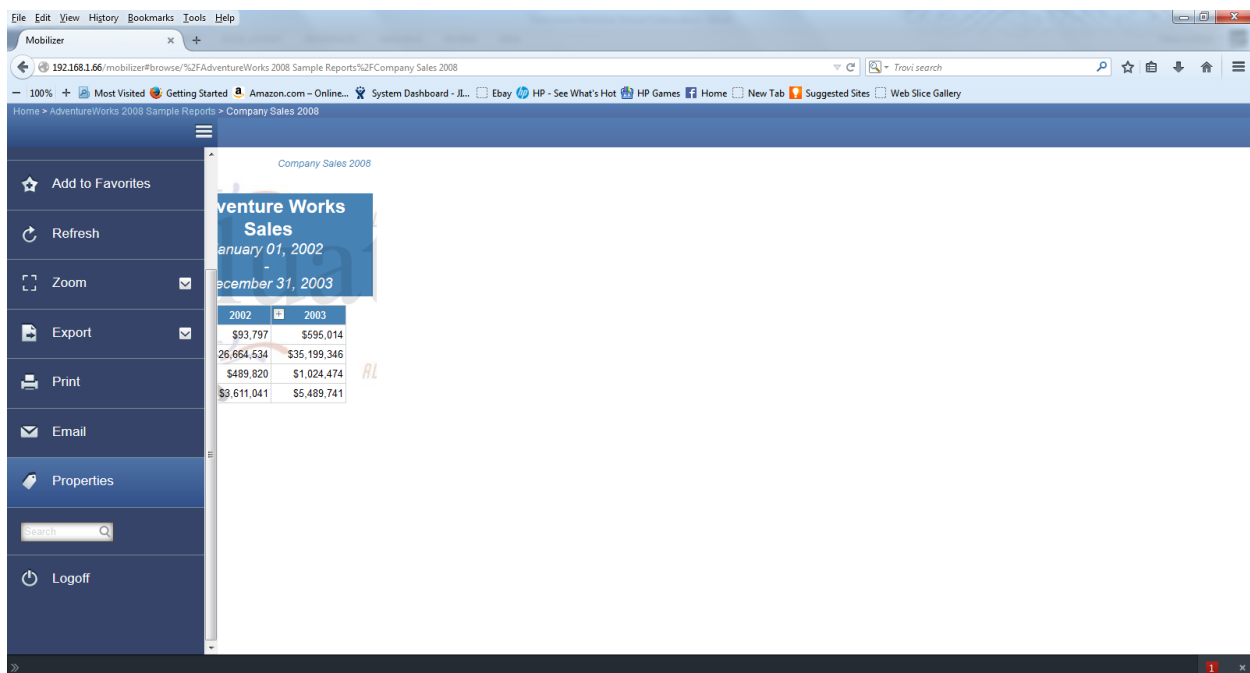 File Edit View History Bookmarks Tools Help
Mobilizer × +
192.168.1.66/mobilizer#browse/%2FAdventureWorks 2008 Sample Reports%2FCompany Sales 2008
Trovi search
– 100% + Most Visited Getting Started Amazon.com – Online... System Dashboard - JI... Ebay HP - See What's Hot HP Games Home New Tab Suggested Sites Web Slice Gallery
Home > AdventureWorks 2008 Sample Reports > Company Sales 2008
Company Sales 2008
Add to Favorites
Refresh
Zoom
Export
Print
Email
Properties
Search
Logoff
venture Works
Sales
anuary 01, 2002
-
ecember 31, 2003
2002 2003
$93,797 $595,014
26,664,534 $35,199,346
$489,820 $1,024,474
$3,611,041 $5,489,741
1 ×